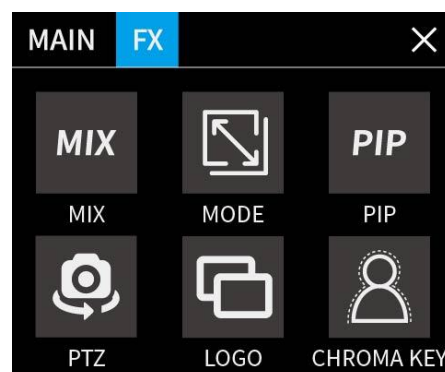 MAIN FX
MIX PIP
MIX MODE PIP
PTZ LOGO CHROMA KEY